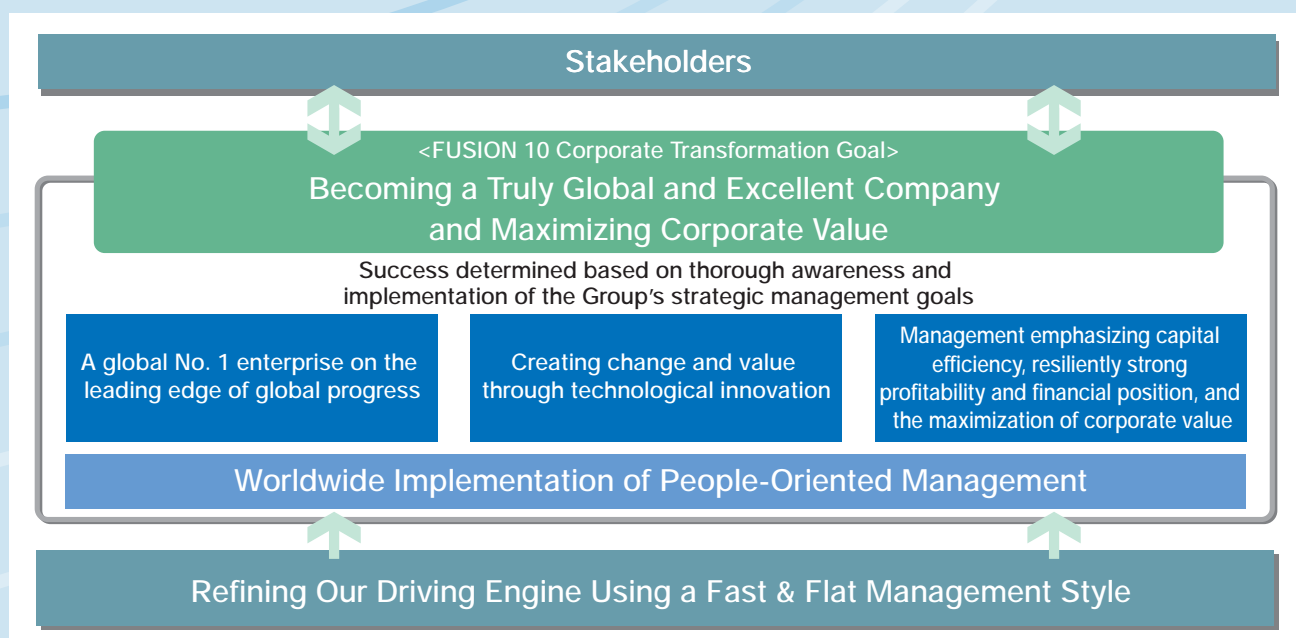 Stakeholders
<FUSION 10 Corporate Transformation Goal>
Becoming a Truly Global and Excellent Company
and Maximizing Corporate Value
Success determined based on thorough awareness and
implementation of the Group's strategic management goals
A global No. 1 enterprise on the
leading edge of global progress
Creating change and value
through technological innovation
Management emphasizing capital
efficiency, resiliently strong
profitability and financial position, and
the maximization of corporate value
Worldwide Implementation of People-Oriented Management
Refining Our Driving Engine Using a Fast & Flat Management Style